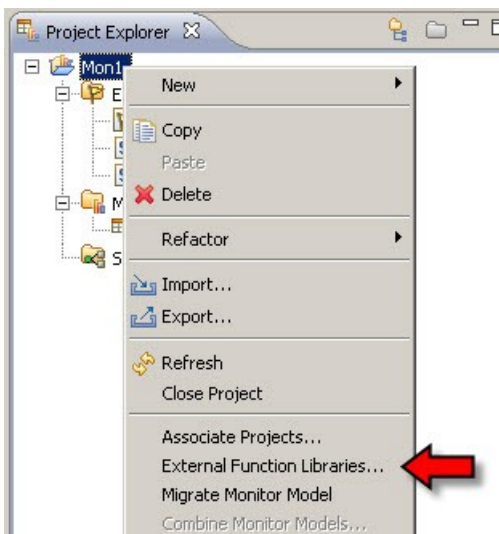 Project Explorer
Mon1
New
Copy
Paste
Delete
Refactor
Import...
Export...
Refresh
Close Project
Associate Projects...
External Function Libraries...
Migrate Monitor Model
Combine Monitor Models...